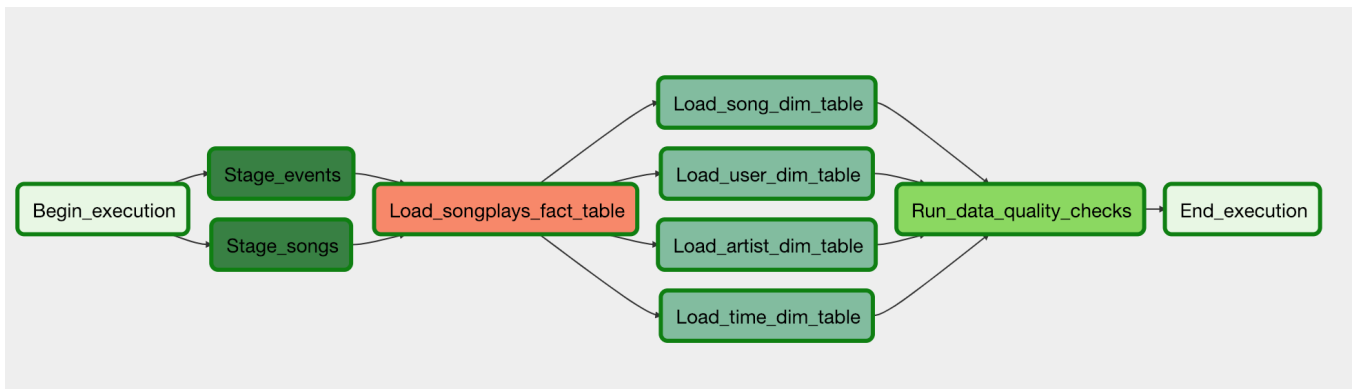 Begin_execution
Stage_events
Stage_songs
Load_songplays_fact_table
Load_song_dim_table
Load_user_dim_table
Load_artist_dim_table
Load_time_dim_table
Run_data_quality_checks
End_execution